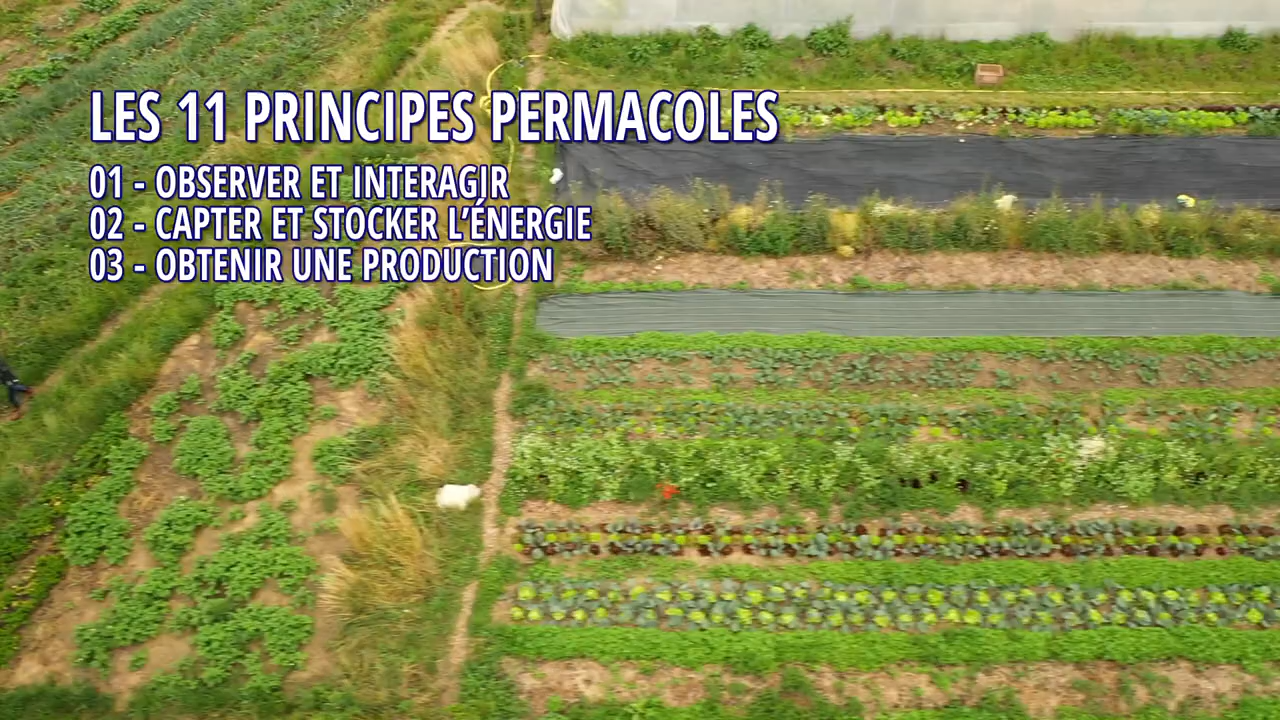 LES 11 PRINCIPES PERMACOLES
01 - OBSERVER ET INTERAGIR
02 - CAPTER ET STOCKER L'ÉNERGIE
03 - OBTENIR UNE PRODUCTION